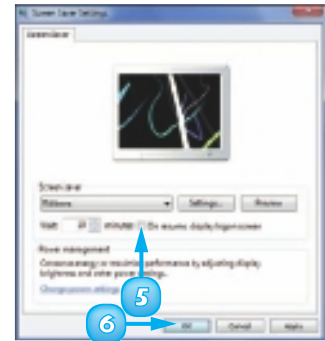 Screen Saver Settings
Screen Saver
Screen saver
Ribbons Settings... Preview
Wait: minutes On resume, display logon screen
Power management
Conserve energy or maximize performance by adjusting display
brightness and other power settings.
Change power settings
5
6
OK Cancel Apply